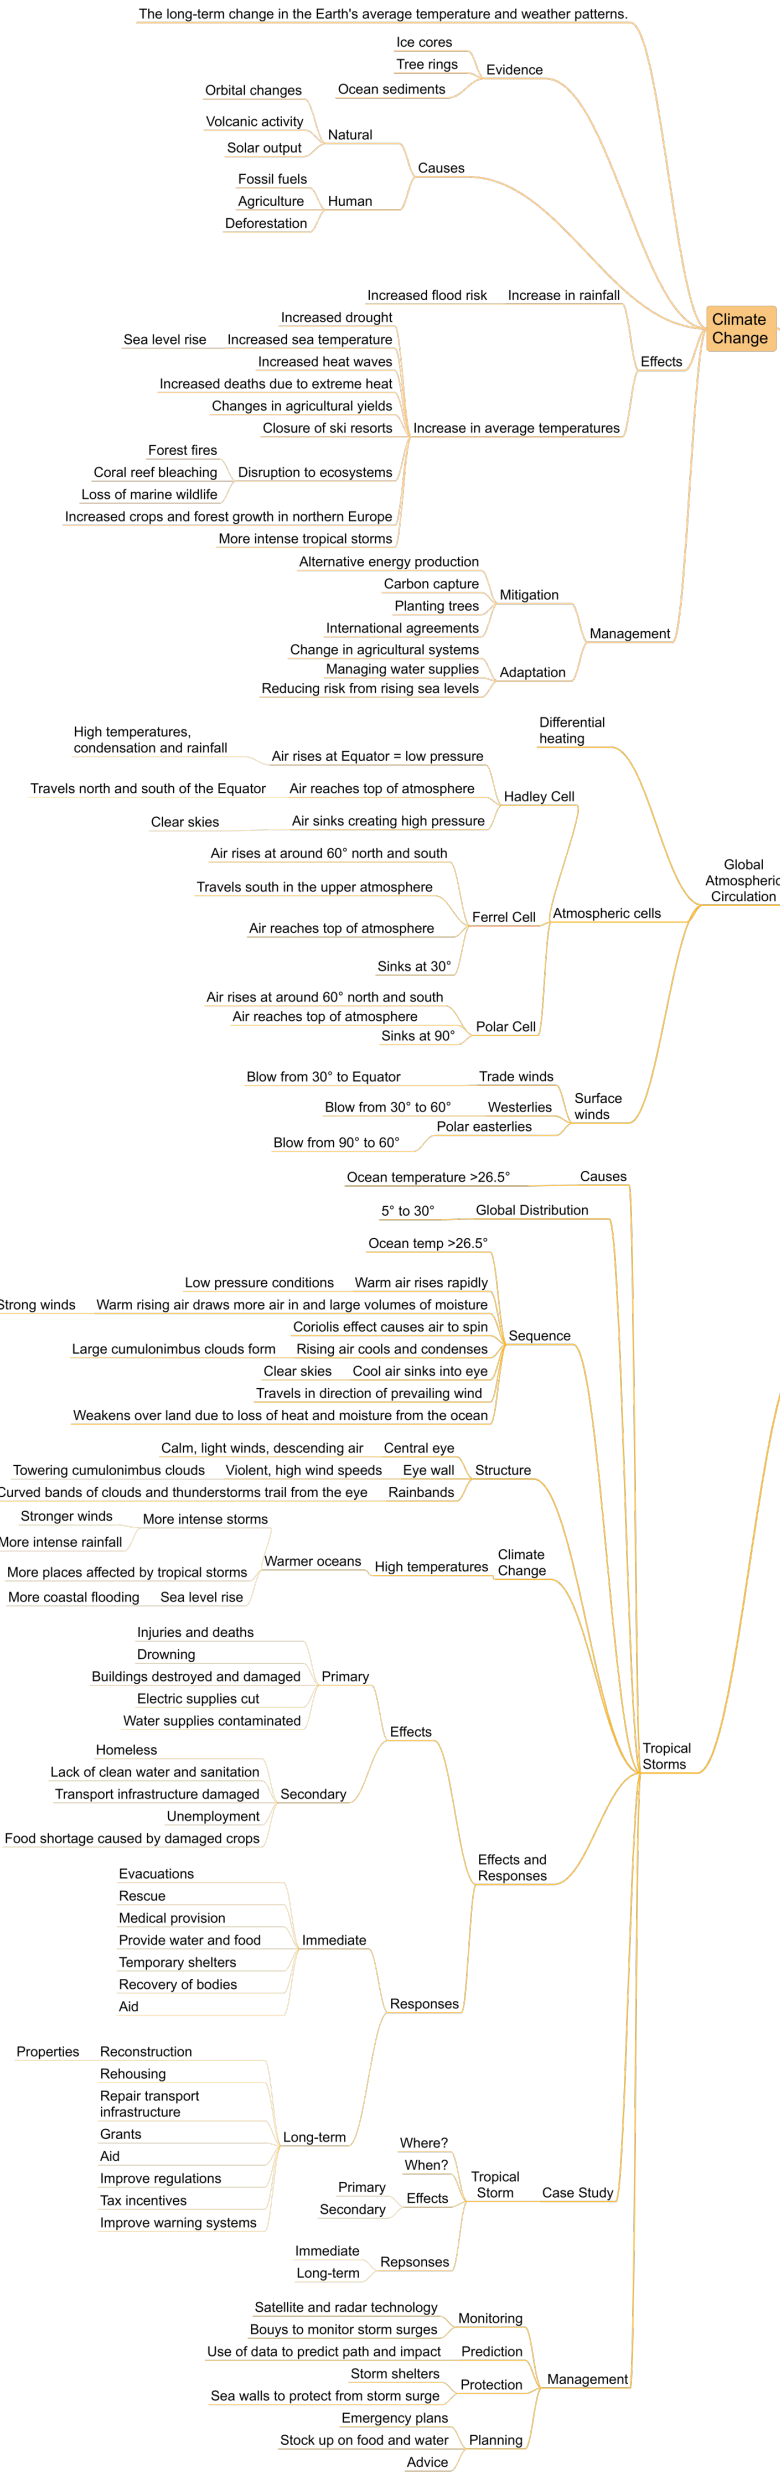 The long-term change in the Earth's average temperature and weather patterns.
Ice cores
Tree rings
Ocean sediments
Evidence
Orbital changes
Volcanic activity
Solar output
Natural
Fossil fuels
Agriculture
Deforestation
Human
Causes
Climate
Change
Increased flood risk
Increase in rainfall
Increased drought
Sea level rise
Increased sea temperature
Increased heat waves
Increased deaths due to extreme heat
Changes in agricultural yields
Closure of ski resorts
Increase in average temperatures
Effects
Forest fires
Coral reef bleaching
Loss of marine wildlife
Disruption to ecosystems
Increased crops and forest growth in northern Europe
More intense tropical storms
Alternative energy production
Carbon capture
Planting trees
International agreements
Mitigation
Change in agricultural systems
Managing water supplies
Reducing risk from rising sea levels
Adaptation
Management
Differential
heating
High temperatures,
condensation and rainfall
Air rises at Equator = low pressure
Travels north and south of the Equator
Air reaches top of atmosphere
Clear skies
Air sinks creating high pressure
Hadley Cell
Air rises at around 60° north and south
Travels south in the upper atmosphere
Air reaches top of atmosphere
Sinks at 30°
Ferrel Cell
Atmospheric cells
Air rises at around 60° north and south
Air reaches top of atmosphere
Sinks at 90°
Polar Cell
Global
Atmospheric
Circulation
Blow from 30° to Equator
Trade winds
Blow from 30° to 60°
Westerlies
Blow from 90° to 60°
Polar easterlies
Surface
winds
Ocean temperature >26.5°
Causes
5° to 30°
Global Distribution
Ocean temp >26.5°
Low pressure conditions
Warm air rises rapidly
Strong winds
Warm rising air draws more air in and large volumes of moisture
Coriolis effect causes air to spin
Large cumulonimbus clouds form
Rising air cools and condenses
Clear skies
Cool air sinks into eye
Travels in direction of prevailing wind
Weakens over land due to loss of heat and moisture from the ocean
Sequence
Calm, light winds, descending air
Central eye
Towering cumulonimbus clouds
Violent, high wind speeds
Eye wall
Curved bands of clouds and thunderstorms trail from the eye
Rainbands
Structure
Stronger winds
More intense rainfall
More intense storms
More places affected by tropical storms
More coastal flooding
Sea level rise
Warmer oceans
High temperatures
Climate
Change
Injuries and deaths
Drowning
Buildings destroyed and damaged
Electric supplies cut
Water supplies contaminated
Primary
Homeless
Lack of clean water and sanitation
Transport infrastructure damaged
Unemployment
Food shortage caused by damaged crops
Secondary
Effects
Tropical
Storms
Effects and
Responses
Evacuations
Rescue
Medical provision
Provide water and food
Temporary shelters
Recovery of bodies
Aid
Immediate
Responses
Properties
Reconstruction
Rehousing
Repair transport
infrastructure
Grants
Aid
Improve regulations
Tax incentives
Improve warning systems
Long-term
Where?
When?
Primary
Secondary
Effects
Immediate
Long-term
Repsonses
Tropical
Storm
Case Study
Satellite and radar technology
Bouys to monitor storm surges
Monitoring
Use of data to predict path and impact
Prediction
Storm shelters
Sea walls to protect from storm surge
Protection
Emergency plans
Stock up on food and water
Advice
Planning
Management